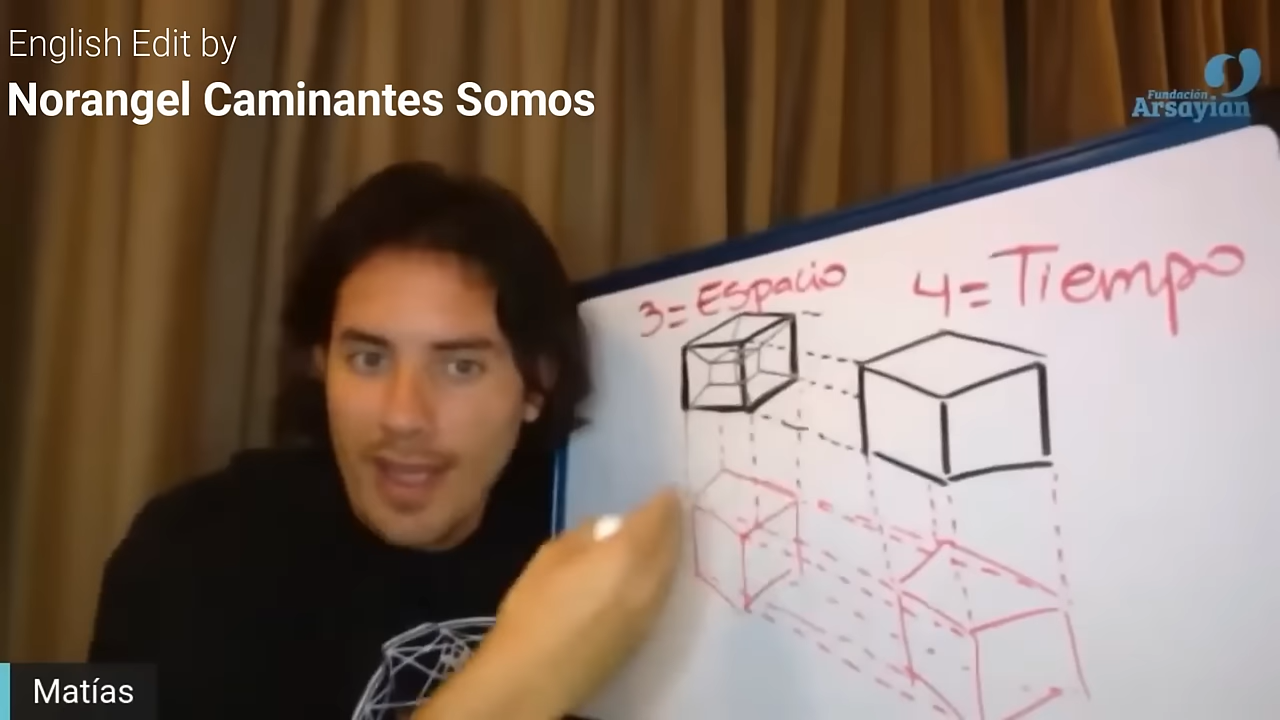 English Edit by
Norangel Caminantes Somos
Fundación
Arsayian
3=Espacio
4=Tiempo
Matías